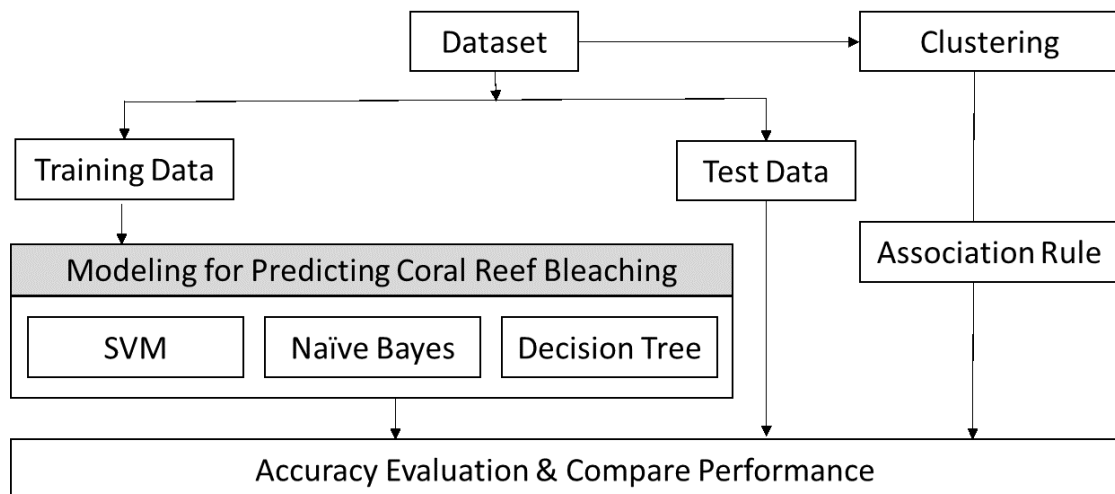 Dataset
Clustering
Training Data
Test Data
Association Rule
Modeling for Predicting Coral Reef Bleaching
SVM
Naïve Bayes
Decision Tree
Accuracy Evaluation & Compare Performance